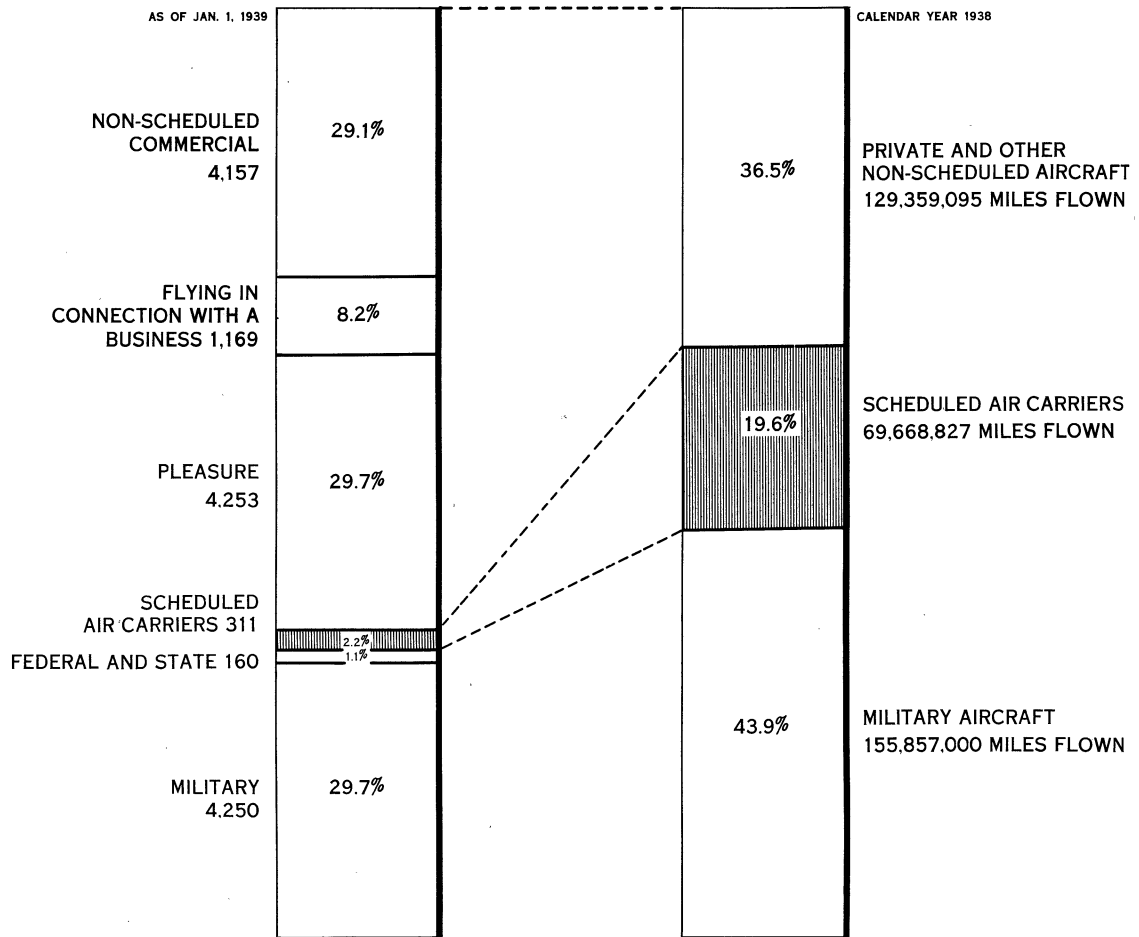 AS OF JAN. 1, 1939
NON-SCHEDULED
COMMERCIAL
4,157
29.1%
FLYING IN
CONNECTION WITH A
BUSINESS 1,169
8.2%
PLEASURE
4,253
29.7%
SCHEDULED
AIR CARRIERS 311
2.2%
FEDERAL AND STATE 160
1.1%
MILITARY
4,250
29.7%
CALENDAR YEAR 1938
36.5%
PRIVATE AND OTHER
NON-SCHEDULED AIRCRAFT
129,359,095 MILES FLOWN
19.6%
SCHEDULED AIR CARRIERS
69,668,827 MILES FLOWN
43.9%
MILITARY AIRCRAFT
155,857,000 MILES FLOWN